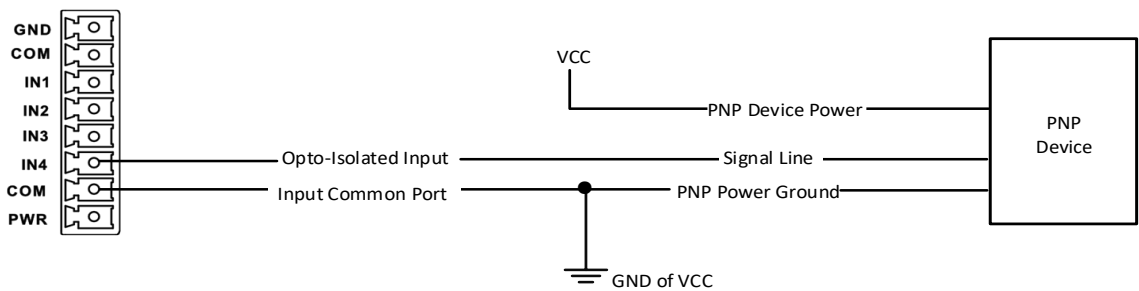 GND
COM
IN1
IN2
IN3
IN4
COM
PWR
VCC
PNP Device Power
Opto-Isolated Input
Signal Line
Input Common Port
PNP Power Ground
GND of VCC
PNP
Device